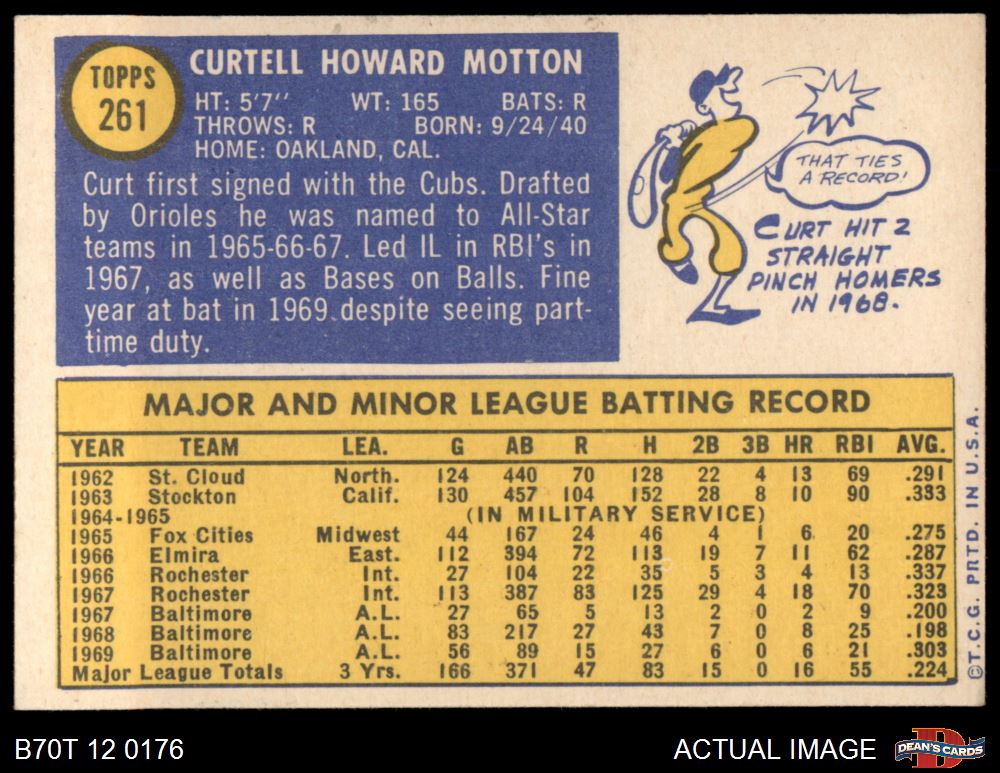 TOPPS
261
CURTELL HOWARD MOTTON
HT: 5'7'' WT: 165 BATS: R
THROWS: R BORN: 9/24/40
HOME: OAKLAND, CAL.
Curt first signed with the Cubs. Drafted
by Orioles he was named to All-Star
teams in 1965-66-67. Led IL in RBI's in
1967, as well as Bases on Balls. Fine
year at bat in 1969 despite seeing part-
time duty.
THAT TIES
A RECORD!
CURT HIT 2
STRAIGHT
PINCH HOMERS
IN 1968.
MAJOR AND MINOR LEAGUE BATTING RECORD
YEAR TEAM LEA. G AB R H 2B 3B HR RBI AVG.
1962 St. Cloud North. 124 440 70 128 22 4 13 69 .291
1963 Stockton Calif. 130 457 104 152 28 8 10 90 .333
1964-1965 (IN MILITARY SERVICE)
1965 Fox Cities Midwest 44 167 24 46 4 1 6 20 .275
1966 Elmira East. 112 394 72 113 19 7 11 62 .287
1966 Rochester Int. 27 104 22 35 5 3 4 13 .337
1967 Rochester Int. 113 387 83 125 29 4 18 70 .323
1967 Baltimore A.L. 27 65 5 13 2 0 2 9 .200
1968 Baltimore A.L. 83 217 27 43 7 0 8 25 .198
1969 Baltimore A.L. 56 89 15 27 6 0 6 21 .303
Major League Totals 3 Yrs. 166 371 47 83 15 0 16 55 .224
©T.C.G. PRTD. IN U.S.A.
B70T 12 0176
ACTUAL IMAGE
D
DEAN'S CARDS